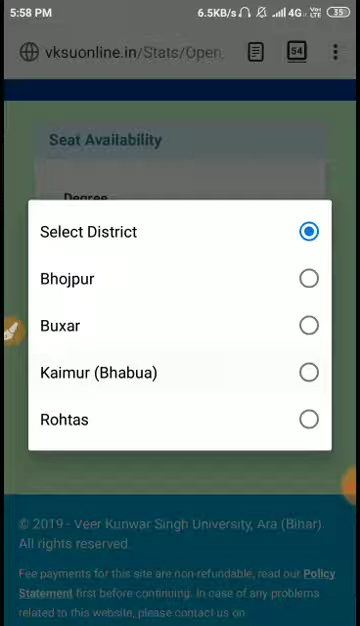 5:58 PM
6.5KB/s
4G
Vo
LTE
35
vksuonline.in/Stats/Open
54
Seat Availability
Degree
Select District
Bhojpur
Buxar
Kaimur (Bhabua)
Rohtas
© 2019 - Veer Kunwar Singh University, Ara (Bihar)
All rights reserved.
Fee payments for this site are non-refundable, read our Policy
Statement first before continuing. In case of any problems
related to this website, please contact us on